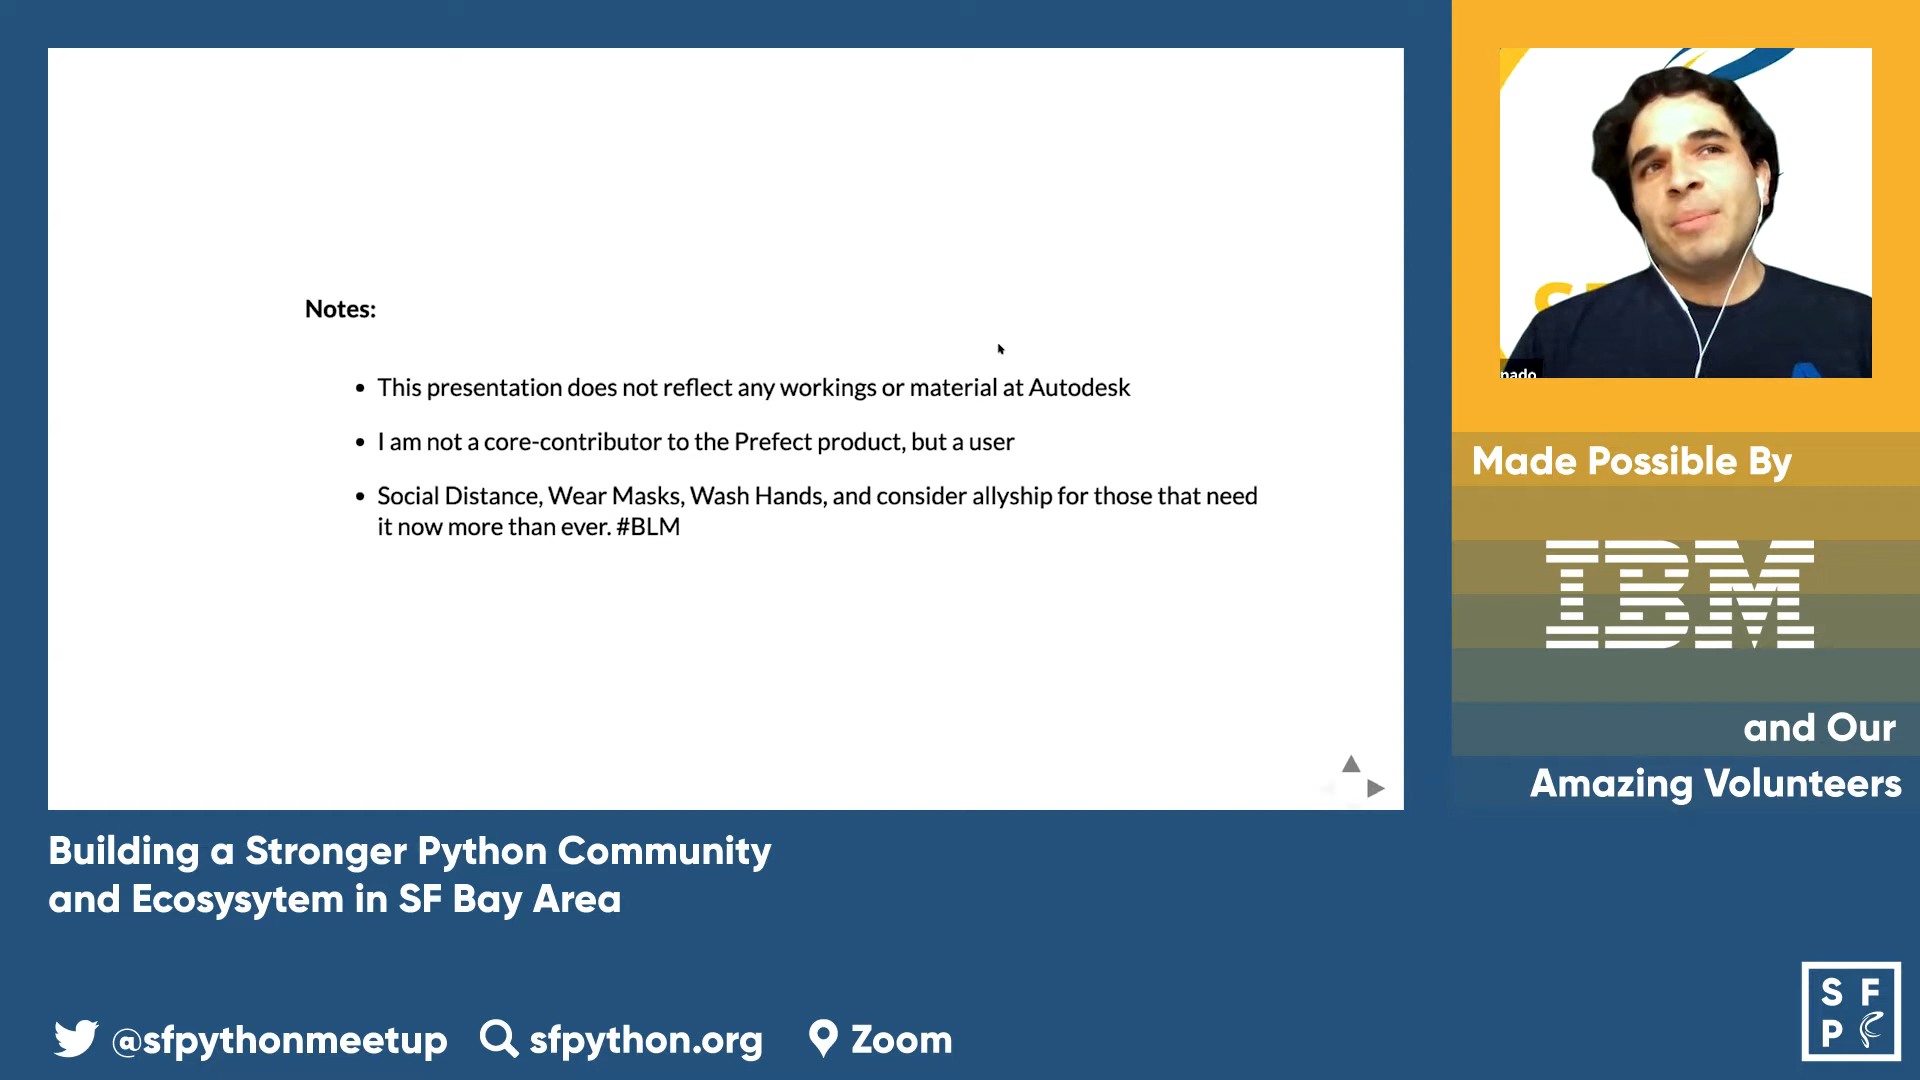 Notes:
This presentation does not reflect any workings or material at Autodesk
I am not a core-contributor to the Prefect product, but a user
Social Distance, Wear Masks, Wash Hands, and consider allyship for those that need
it now more than ever. #BLM
nado
Made Possible By
IBM
and Our
Amazing Volunteers
Building a Stronger Python Community
and Ecosysytem in SF Bay Area
@sfpythonmeetup
sfpython.org
Zoom
S F
P